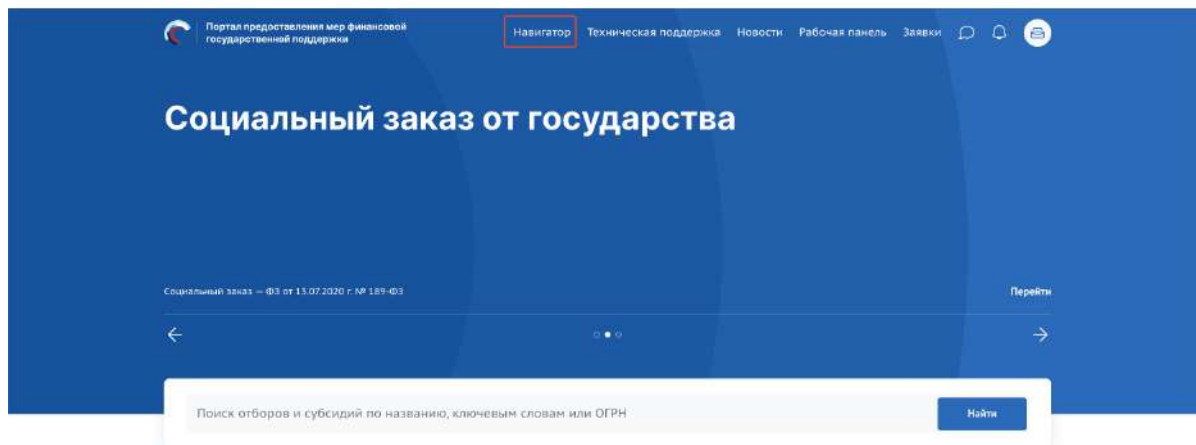 Портал предоставления мер финансовой
государственной поддержки
Навигатор Техническая поддержка Новости Рабочая панель Заявки
Социальный заказ от государства
Социальный заказ — ФЗ от 13.07.2020 г. № 189-ФЗ
Перейти
Поиск отборов и субсидий по названию, ключевым словам или ОГРН
Найти